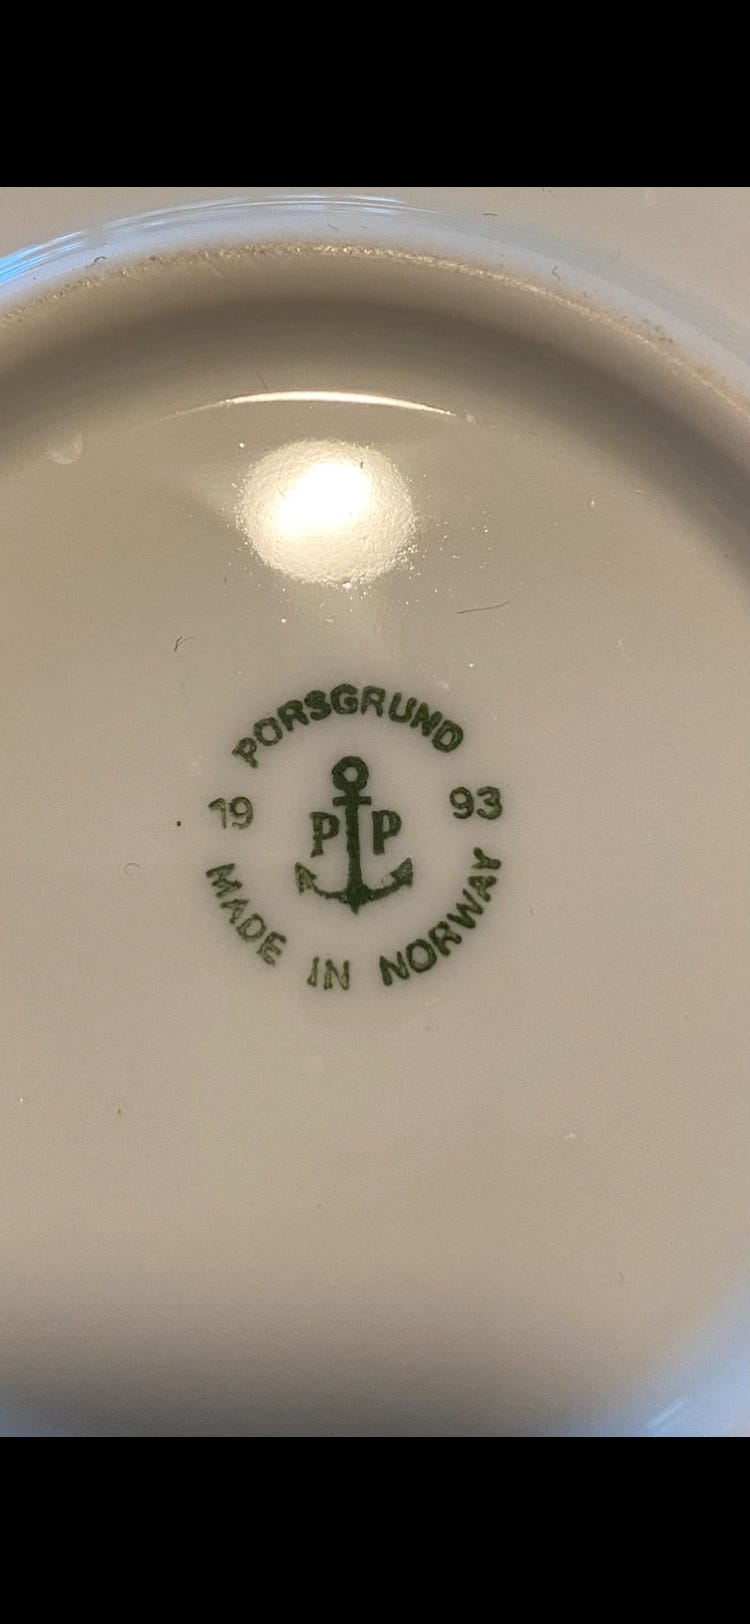 PORSGRUND
19 93
P P
MADE IN NORWAY